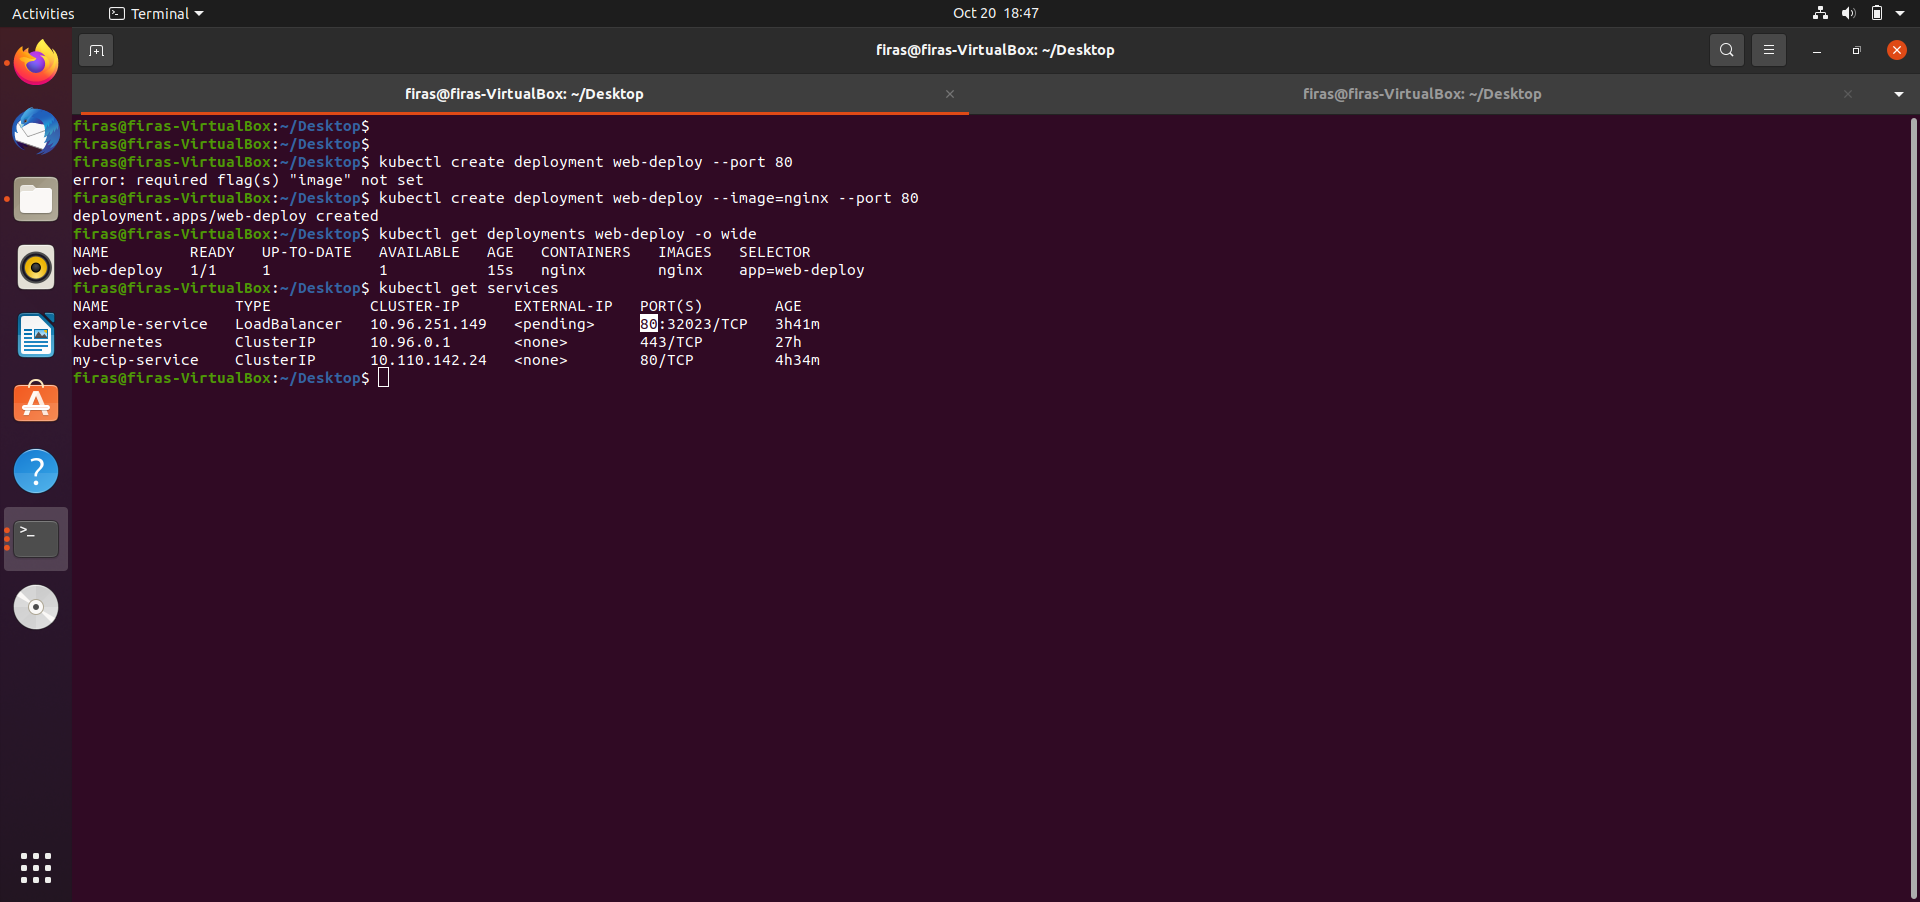 Activities Terminal Oct 20 18:47
firas@firas-VirtualBox: ~/Desktop
firas@firas-VirtualBox: ~/Desktop firas@firas-VirtualBox: ~/Desktop
firas@firas-VirtualBox:~/Desktop$
firas@firas-VirtualBox:~/Desktop$
firas@firas-VirtualBox:~/Desktop$ kubectl create deployment web-deploy --port 80
error: required flag(s) "image" not set
firas@firas-VirtualBox:~/Desktop$ kubectl create deployment web-deploy --image=nginx --port 80
deployment.apps/web-deploy created
firas@firas-VirtualBox:~/Desktop$ kubectl get deployments web-deploy -o wide
NAME READY UP-TO-DATE AVAILABLE AGE CONTAINERS IMAGES SELECTOR
web-deploy 1/1 1 1 15s nginx nginx app=web-deploy
firas@firas-VirtualBox:~/Desktop$ kubectl get services
NAME TYPE CLUSTER-IP EXTERNAL-IP PORT(S) AGE
example-service LoadBalancer 10.96.251.149 <pending> 80:32023/TCP 3h41m
kubernetes ClusterIP 10.96.0.1 <none> 443/TCP 27h
my-cip-service ClusterIP 10.110.142.24 <none> 80/TCP 4h34m
firas@firas-VirtualBox:~/Desktop$